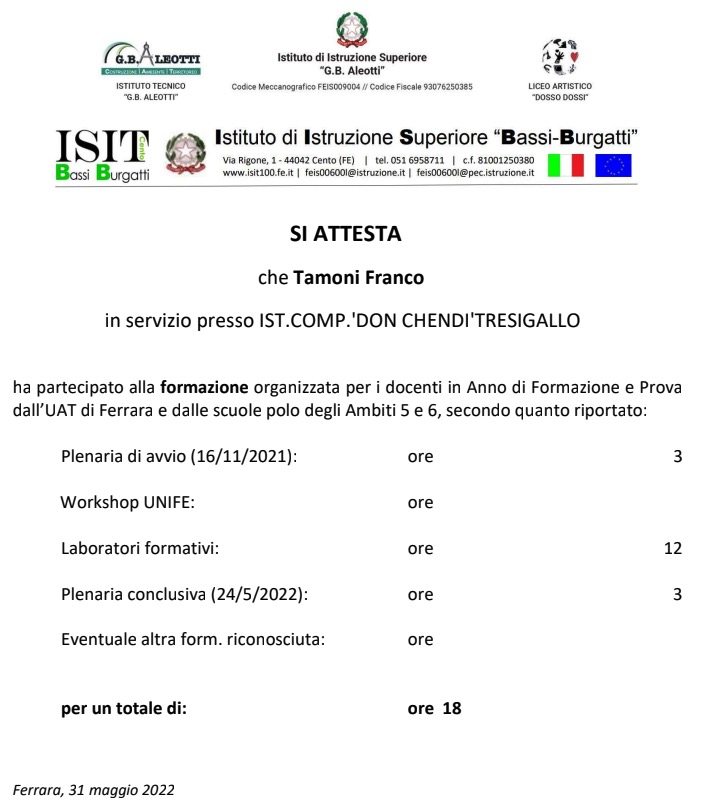 G.B. ALEOTTI
COSTRUZIONE | AMBIENTE | TERRITORIO
ISTITUTO TECNICO
"G.B. ALEOTTI"
Istituto di Istruzione Superiore
"G.B. Aleotti"
Codice Meccanografico FEIS009004 // Codice Fiscale 93076250385
LICEO ARTISTICO
"DOSSO DOSSI"
ISIT Cento
Bassi Burgatti
Istituto di Istruzione Superiore "Bassi-Burgatti"
Via Rigone, 1 - 44042 Cento (FE) | tel. 051 6958711 | c.f. 81001250380
www.isit100.fe.it | feis00600l@istruzione.it | feis00600l@pec.istruzione.it
SI ATTESTA
che Tamoni Franco
in servizio presso IST.COMP.'DON CHENDI'TRESIGALLO
ha partecipato alla formazione organizzata per i docenti in Anno di Formazione e Prova
dall'UAT di Ferrara e dalle scuole polo degli Ambiti 5 e 6, secondo quanto riportato:
Plenaria di avvio (16/11/2021): ore 3
Workshop UNIFE: ore
Laboratori formativi: ore 12
Plenaria conclusiva (24/5/2022): ore 3
Eventuale altra form. riconosciuta: ore
per un totale di: ore 18
Ferrara, 31 maggio 2022